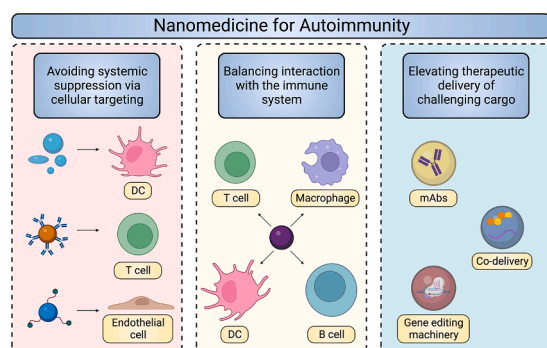 Nanomedicine for Autoimmunity
Avoiding systemic
suppression via
cellular targeting
DC
T cell
Endothelial
cell
Balancing interaction
with the immune
system
T cell
Macrophage
DC
B cell
Elevating therapeutic
delivery of
challenging cargo
mAbs
Co-delivery
Gene editing
machinery